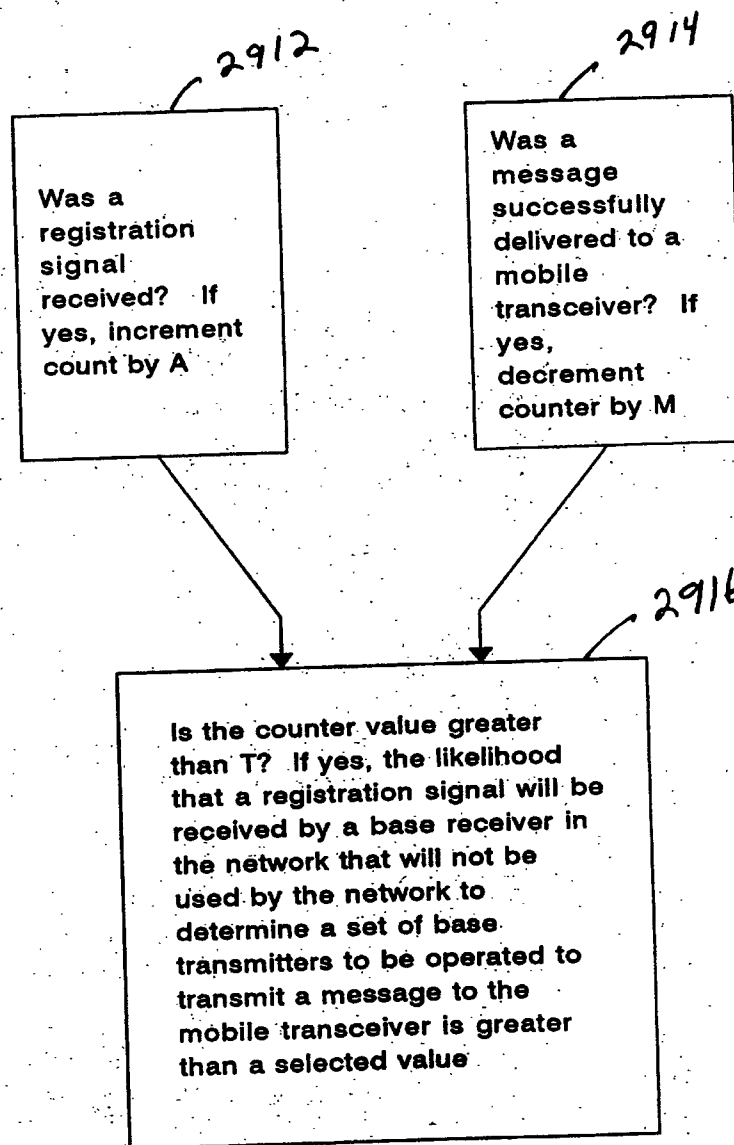 2912
2914
Was a
registration
signal
received? If
yes, increment
count by A
Was a
message
successfully
delivered to a
mobile
transceiver? If
yes,
decrement
counter by M
2916
Is the counter value greater
than T? If yes, the likelihood
that a registration signal will be
received by a base receiver in
the network that will not be
used by the network to
determine a set of base
transmitters to be operated to
transmit a message to the
mobile transceiver is greater
than a selected value